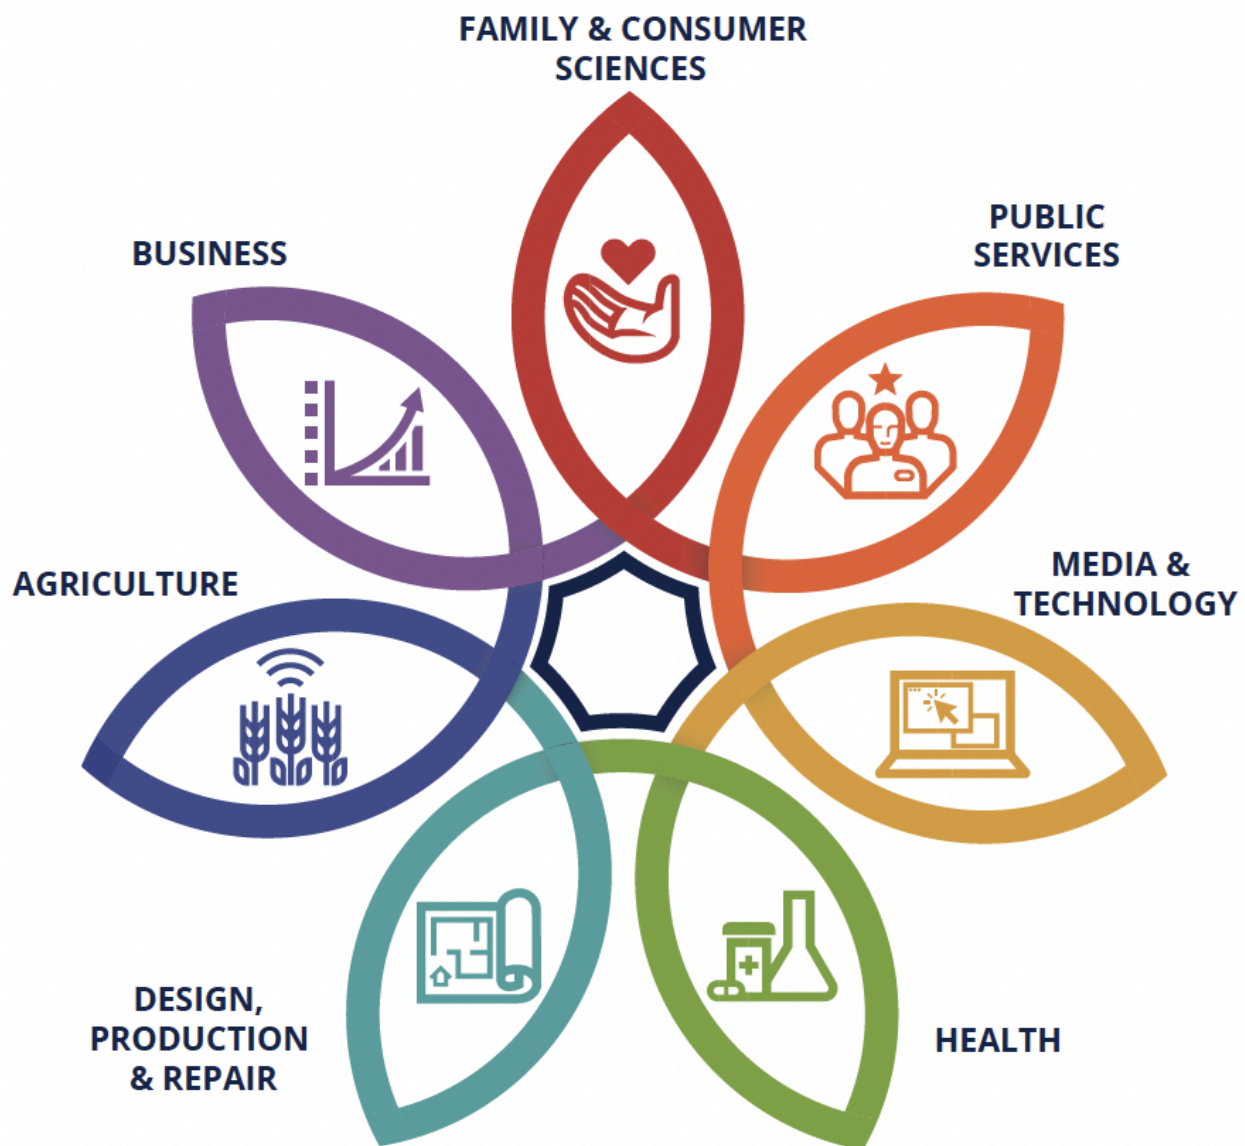 FAMILY & CONSUMER
SCIENCES
PUBLIC
SERVICES
BUSINESS
MEDIA &
TECHNOLOGY
AGRICULTURE
DESIGN,
PRODUCTION
& REPAIR
HEALTH